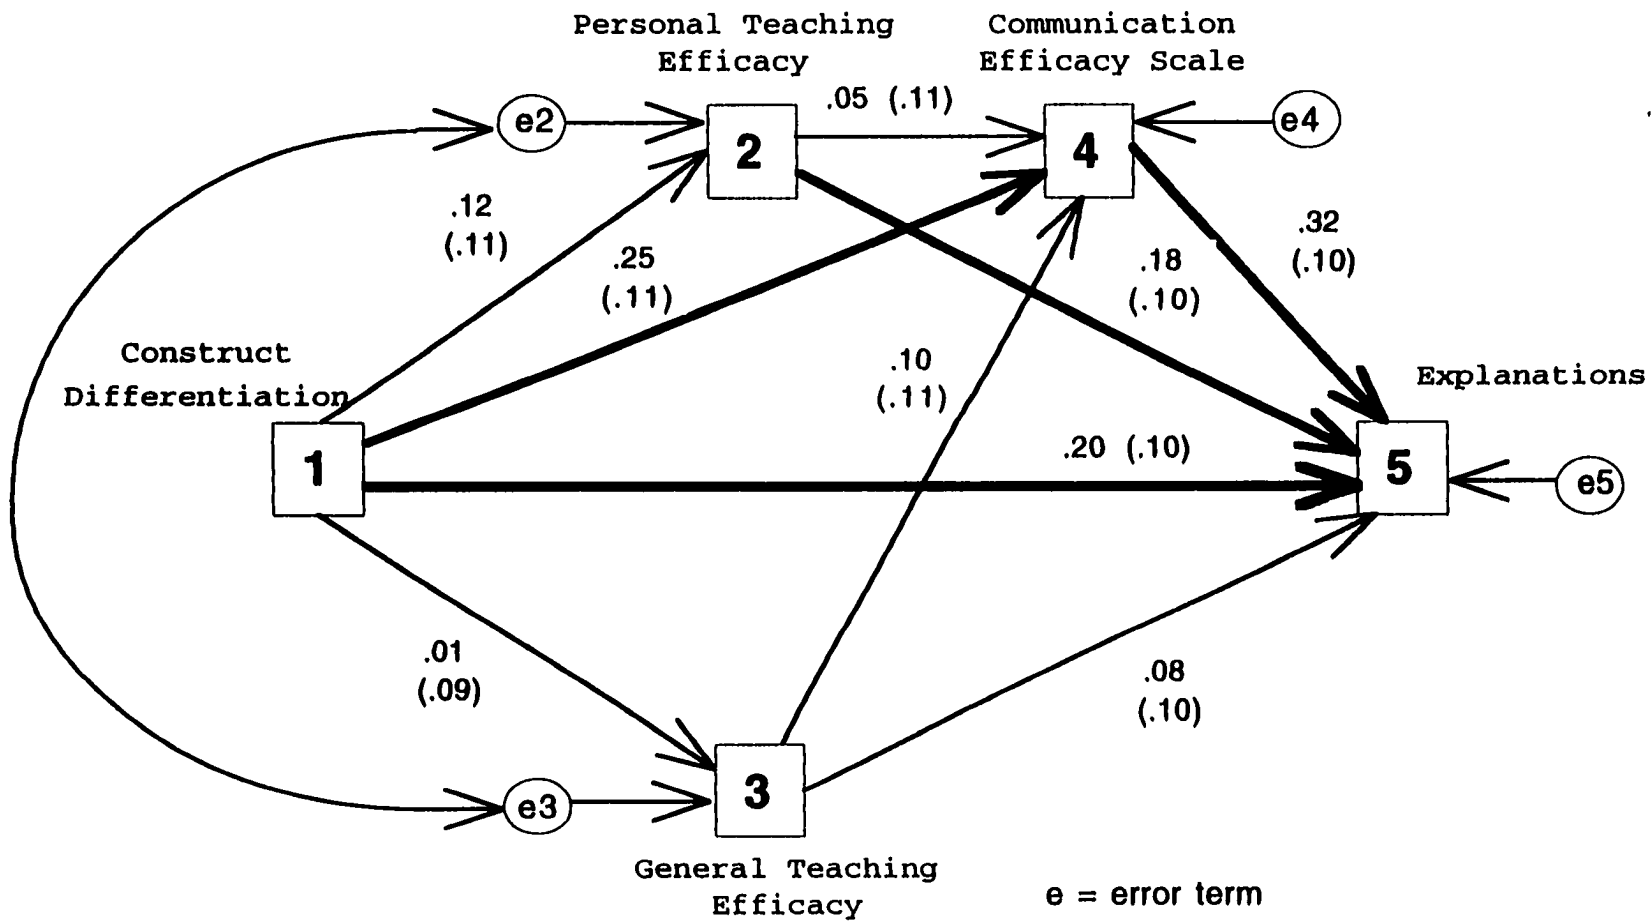 Personal Teaching
Efficacy
Communication
Efficacy Scale
.05 (.11)
e2
2
4
e4
.12
(.11)
.25
(.11)
.18
(.10)
.32
(.10)
Construct
Differentiation
.10
(.11)
Explanations
1
.20 (.10)
5
e5
.01
(.09)
.08
(.10)
e3
3
General Teaching
Efficacy
e = error term